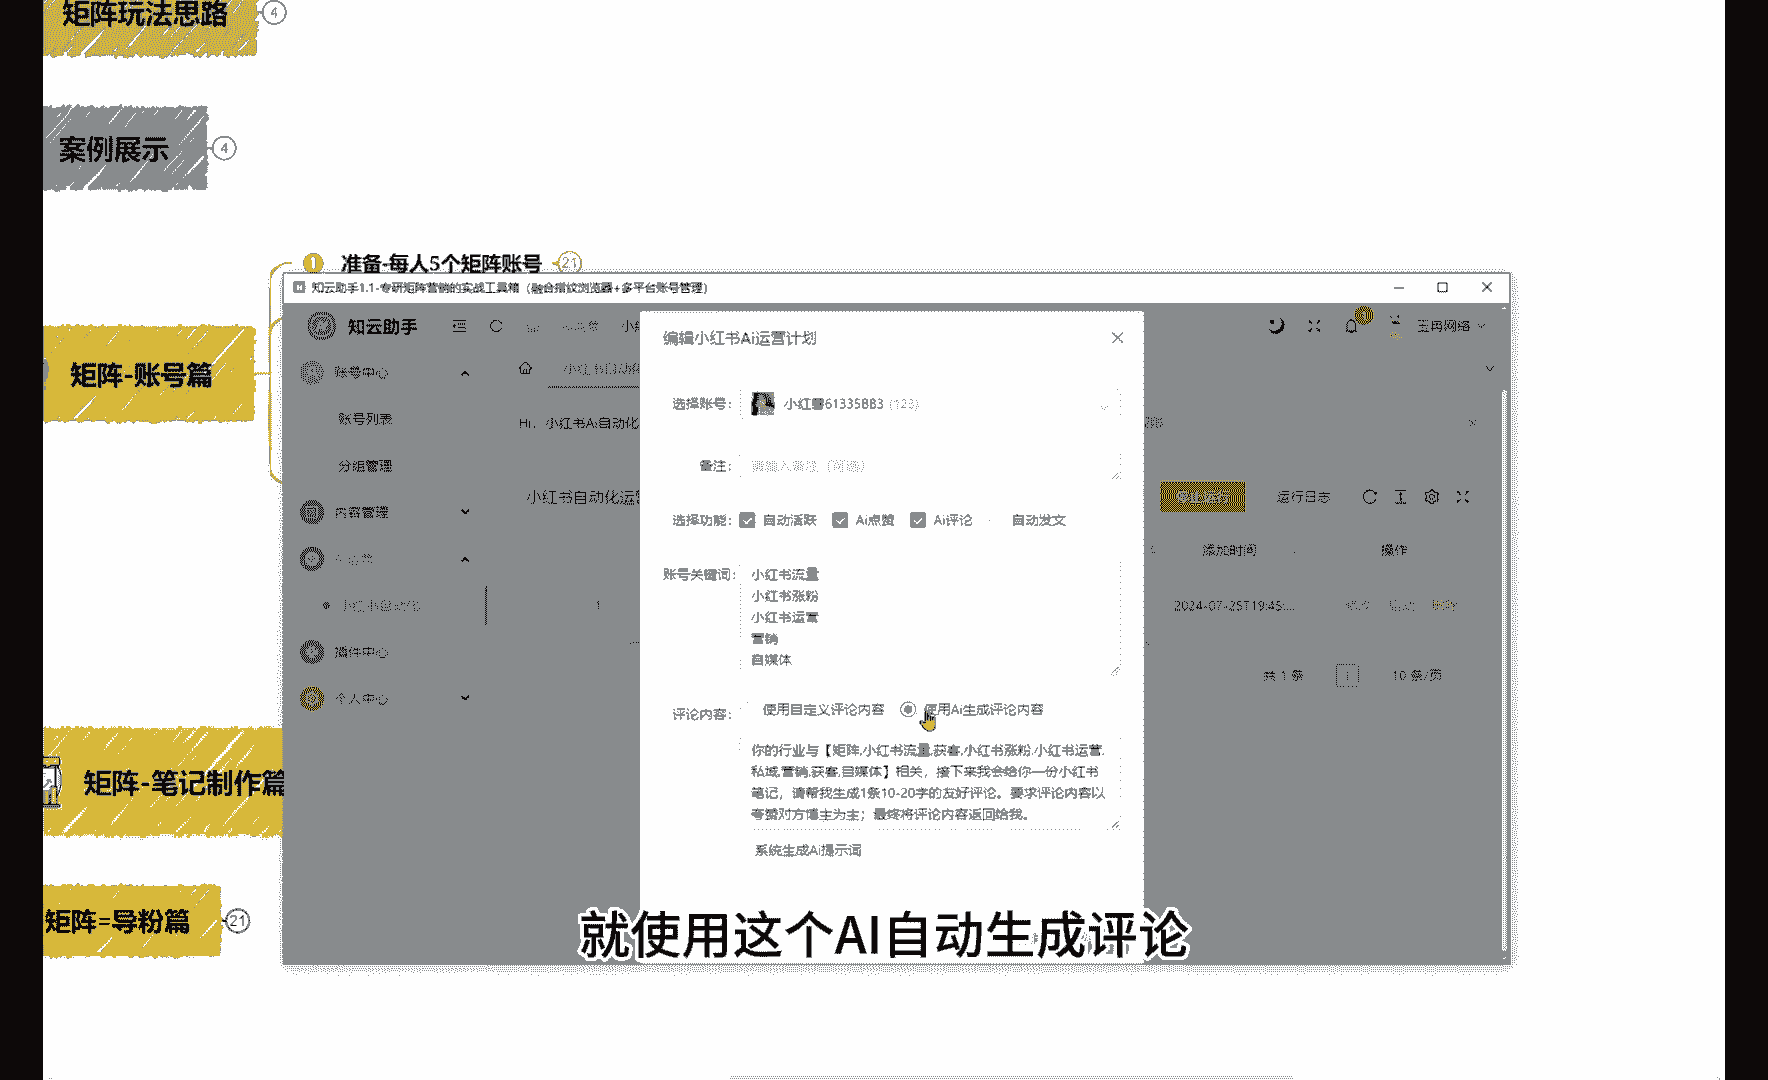 矩阵玩法思路
4
案例展示
4
1 准备-每人5个矩阵账号 21
知云助手1.1-专研矩阵营销的实战工具箱（融合指纹浏览器+多平台账号管理）
知云助手
王冉网络
矩阵-账号篇
账号中心
账号列表
分组管理
内容管理
插件中心
个人中心
Hi，小红书Ai自动化
小红书自动化运营
运行日志
添加时间
操作
1
2024-07-25T19:45:...
共 1 条
1
10 条/页
编辑小红书Ai运营计划
选择账号：
小红薯613358B3 (123)
备注：
请输入备注（可选）
选择功能：
自动活跃
Ai点赞
Ai评论
自动发文
账号关键词：
小红书流量
小红书涨粉
小红书运营
营销
自媒体
评论内容：
使用自定义评论内容
使用Ai生成评论内容
你的行业与【矩阵,小红书流量,获客,小红书涨粉,小红书运营,
私域,营销,获客,自媒体】相关，接下来我会给你一份小红书
笔记，请帮我生成1条10-20字的友好评论。要求评论内容以
夸赞对方博主为主；最终将评论内容返回给我。
系统生成Ai提示词
矩阵-笔记制作篇
矩阵=导粉篇
21
就使用这个AI自动生成评论